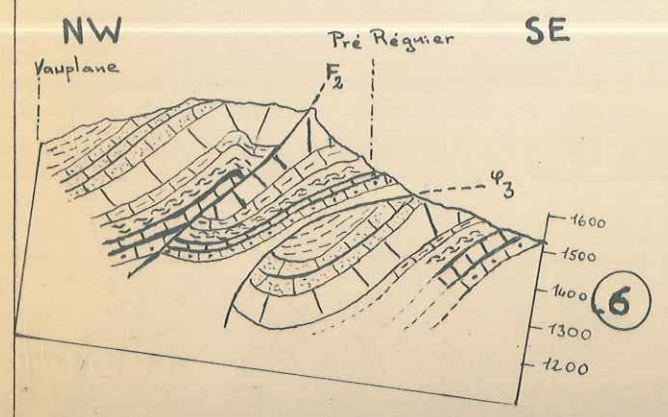 NW
SE
Pré Réguier
Vauplane
F2
φ3
1600
1500
1400
1300
1200
6